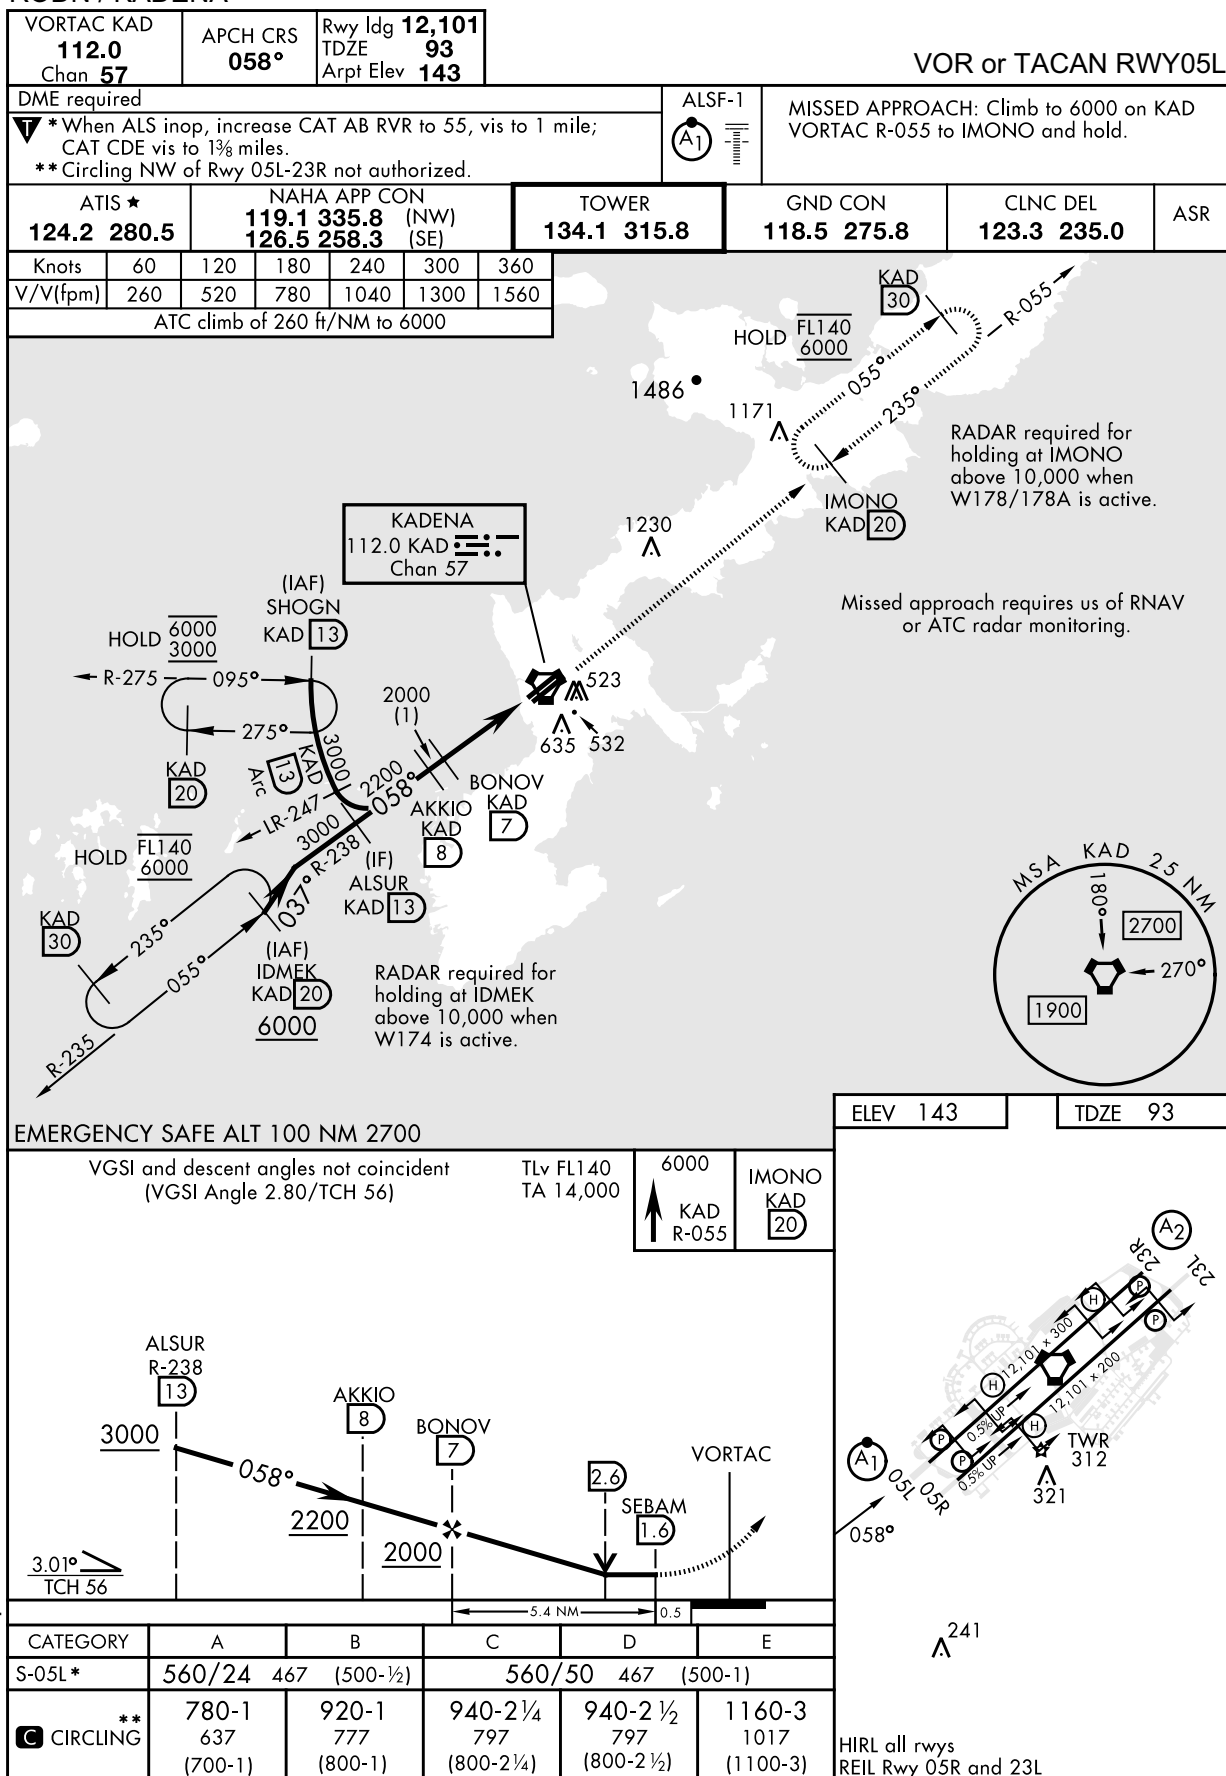 VORTAC KAD
112.0
Chan 57
APCH CRS
058°
Rwy ldg 12,101
TDZE 93
Arpt Elev 143
VOR or TACAN RWY05L
DME required
T * When ALS inop, increase CAT AB RVR to 55, vis to 1 mile;
CAT CDE vis to 1⅜ miles.
** Circling NW of Rwy 05L-23R not authorized.
ALSF-1
A1
MISSED APPROACH: Climb to 6000 on KAD
VORTAC R-055 to IMONO and hold.
ATIS ★
124.2 280.5
NAHA APP CON
119.1 335.8 (NW)
126.5 258.3 (SE)
TOWER
134.1 315.8
GND CON
118.5 275.8
CLNC DEL
123.3 235.0
ASR
Knots 60 120 180 240 300 360
V/V(fpm) 260 520 780 1040 1300 1560
ATC climb of 260 ft/NM to 6000
KAD
30
R-055
HOLD FL140
6000
055°
235°
1486
1171
RADAR required for
holding at IMONO
above 10,000 when
W178/178A is active.
IMONO
KAD 20
KADENA
112.0 KAD
Chan 57
1230
Missed approach requires us of RNAV
or ATC radar monitoring.
(IAF)
SHOGN
KAD 13
HOLD 6000
3000
R-275
095°
275°
KAD
20
3000
KAD
13
Arc
2000
(1)
523
635
532
LR-247
2200
058°
BONOV
KAD
7
AKKIO
KAD
8
3000
R-238
(IF)
ALSUR
KAD 13
HOLD FL140
6000
037°
KAD
30
235°
055°
R-235
(IAF)
IDMEK
KAD 20
6000
RADAR required for
holding at IDMEK
above 10,000 when
W174 is active.
MSA KAD 25 NM
180°
2700
270°
1900
EMERGENCY SAFE ALT 100 NM 2700
ELEV 143
TDZE 93
VGSI and descent angles not coincident
(VGSI Angle 2.80/TCH 56)
TLv FL140
TA 14,000
6000
KAD
R-055
IMONO
KAD
20
ALSUR
R-238
13
3000
058°
AKKIO
8
2200
BONOV
7
2000
2.6
SEBAM
1.6
VORTAC
3.01°
TCH 56
5.4 NM
0.5
A2
23R
23L
P
H
P
12,101 x 300
12,101 x 200
H
H
0.5% UP
P
P
0.5% UP
A1
05L
05R
TWR
312
321
058°
241
CATEGORY A B C D E
S-05L* 560/24 467 (500-½) 560/50 467 (500-1)
C CIRCLING **
780-1 920-1 940-2¼ 940-2½ 1160-3
637 777 797 797 1017
(700-1) (800-1) (800-2¼) (800-2½) (1100-3)
HIRL all rwys
REIL Rwy 05R and 23L